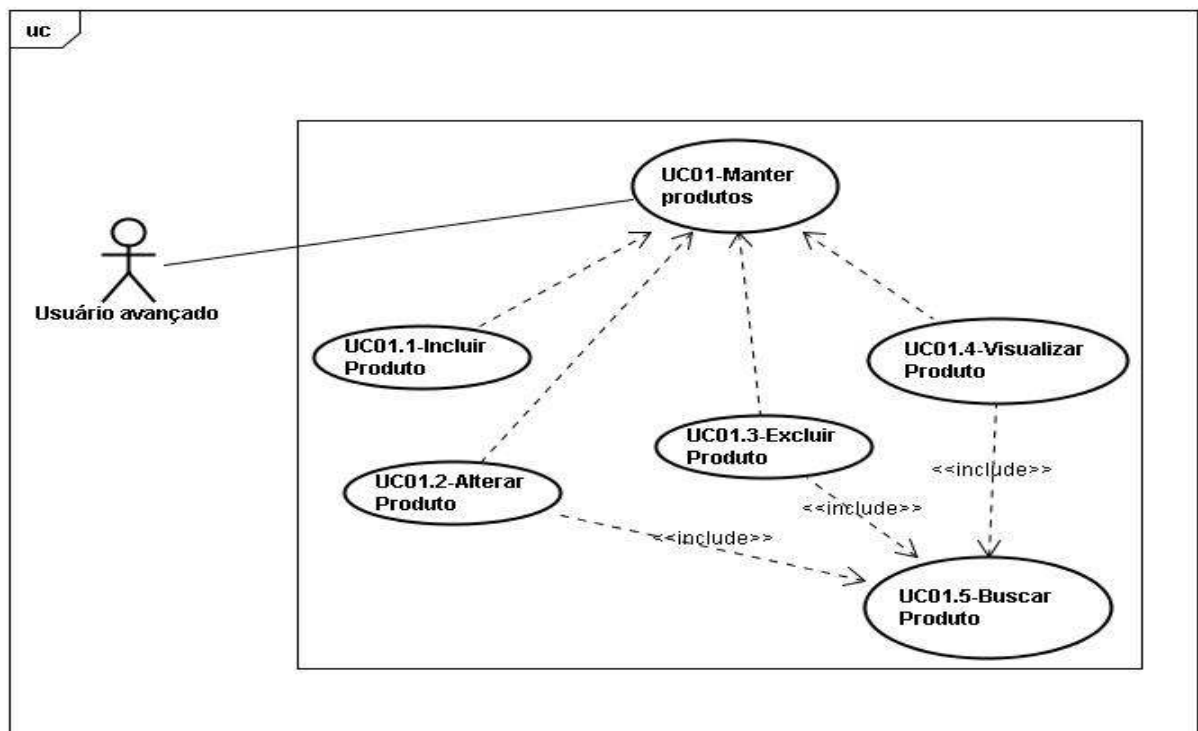 uc
UC01-Manter
produtos
Usuário avançado
UC01.1-Incluir
Produto
UC01.4-Visualizar
Produto
UC01.3-Excluir
Produto
UC01.2-Alterar
Produto
<<include>>
<<include>>
<<include>>
UC01.5-Buscar
Produto